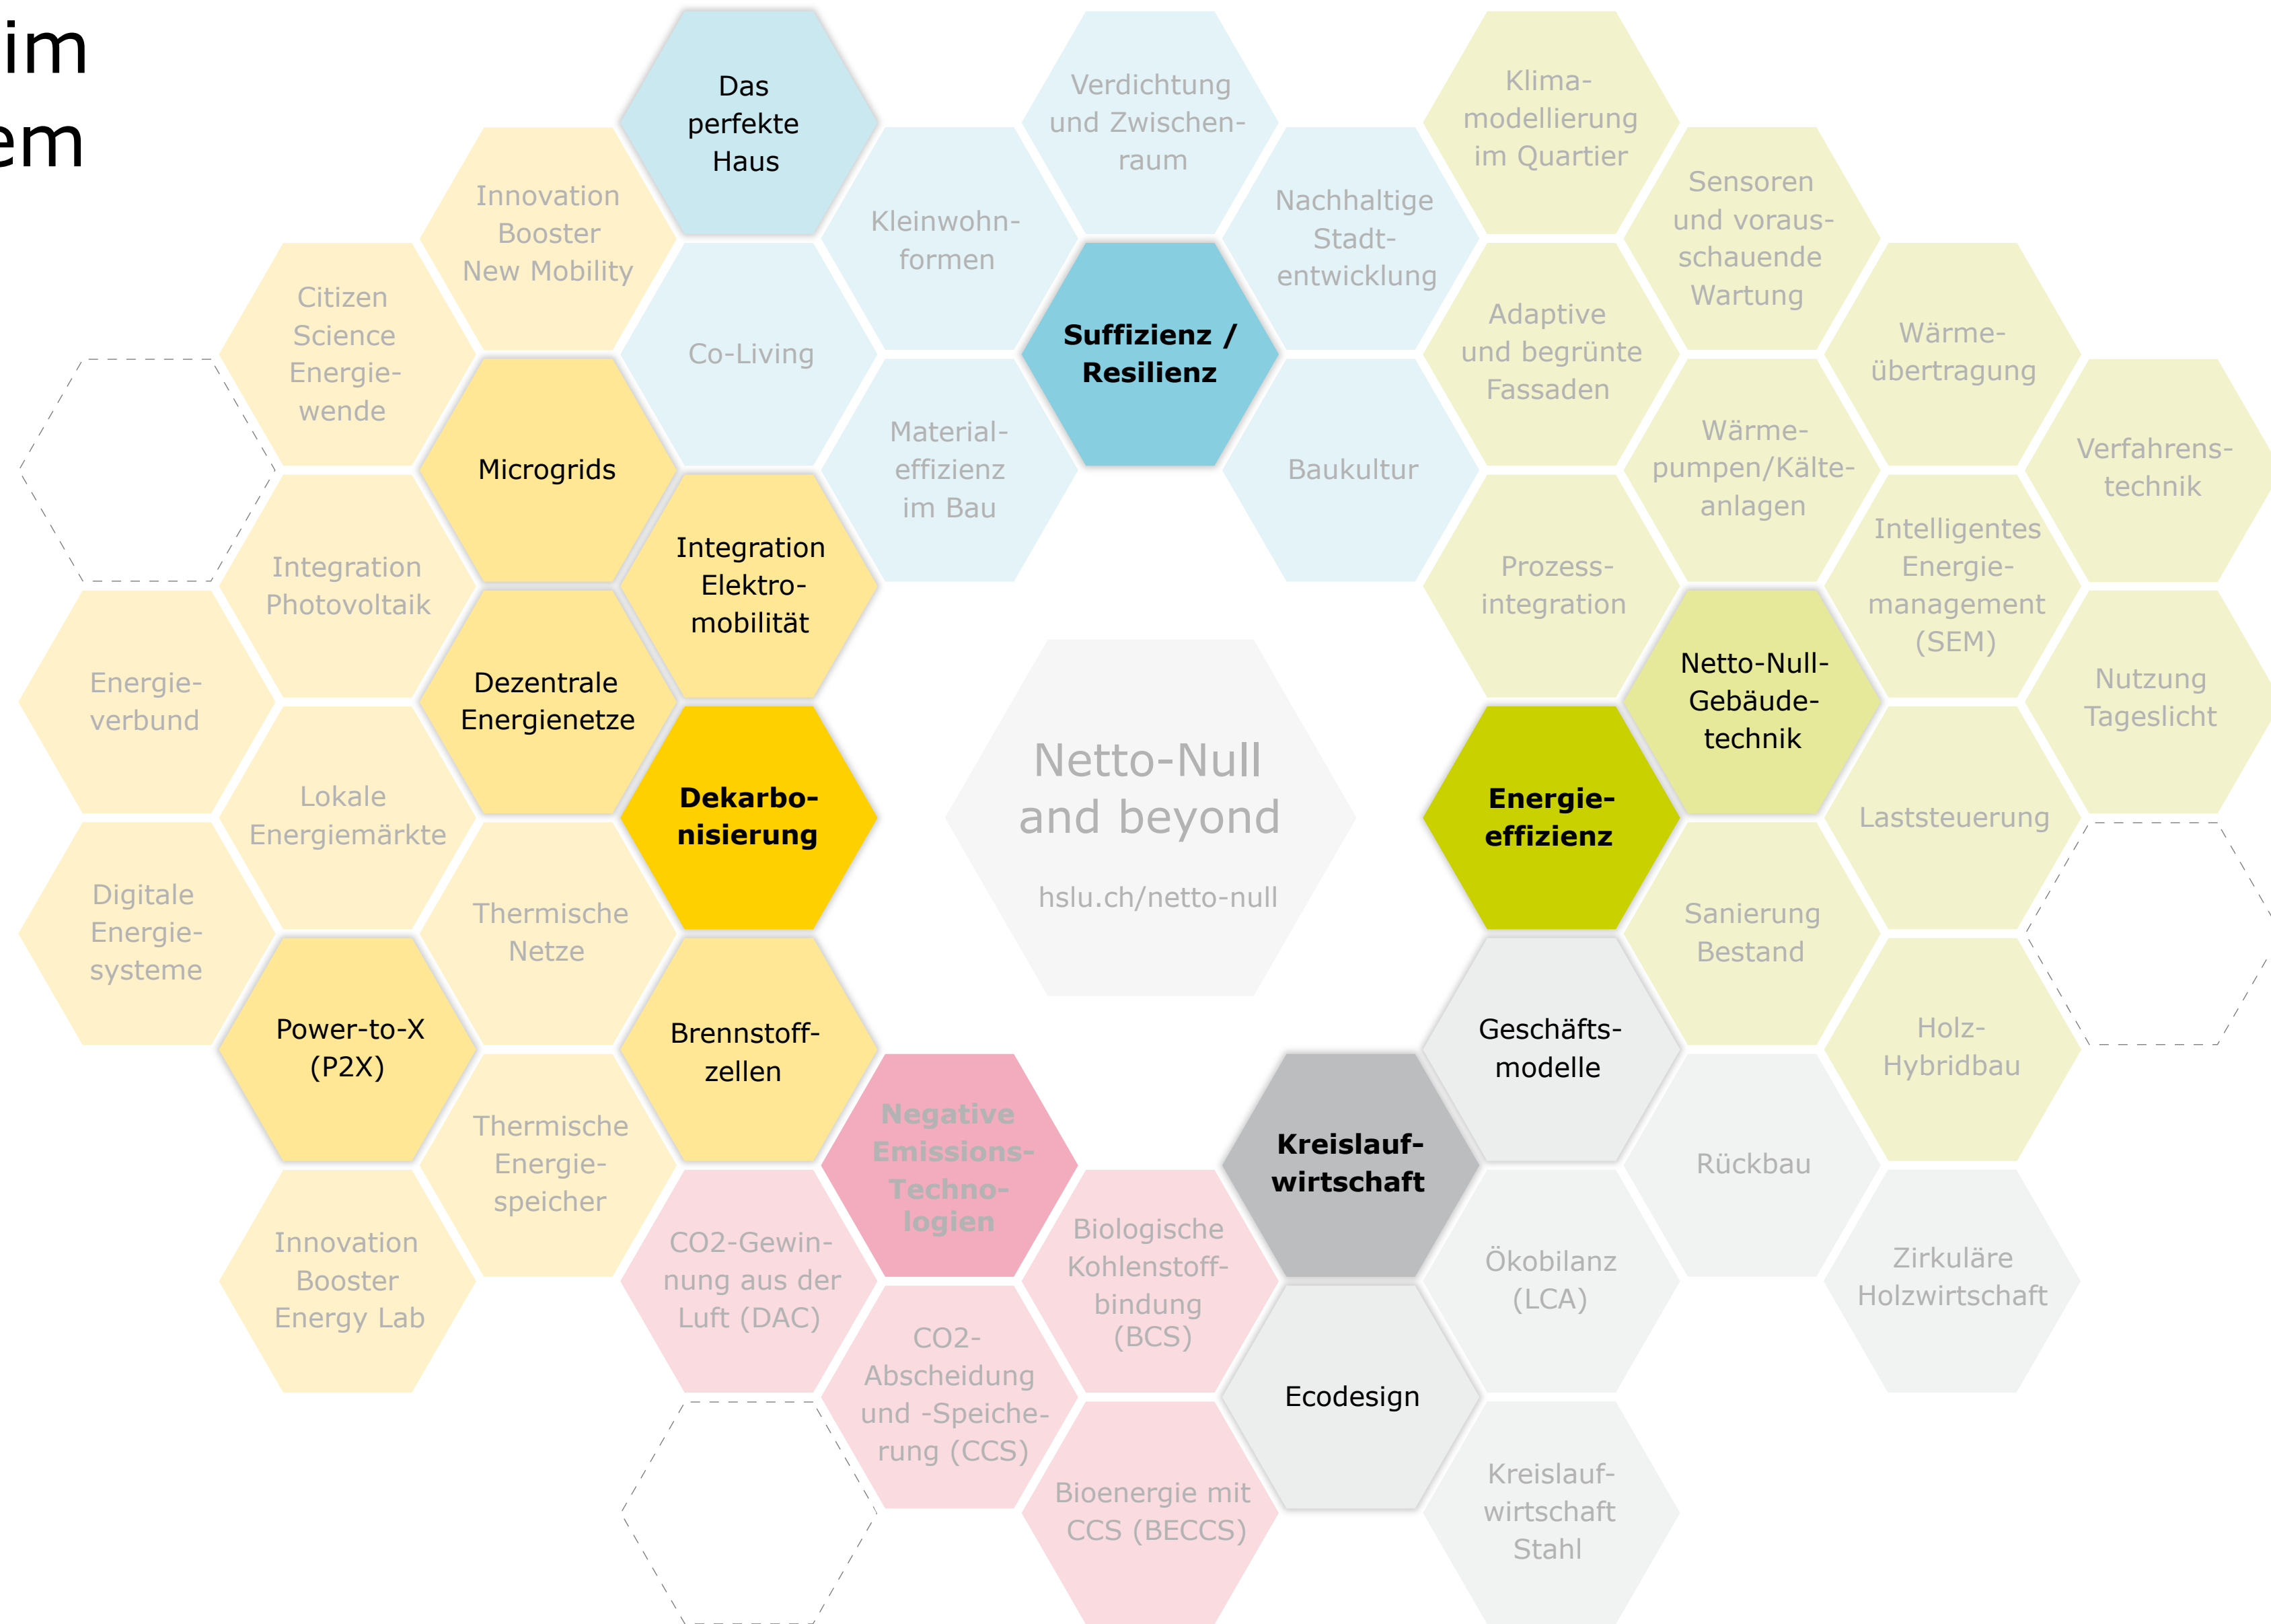 im
em
Das
perfekte
Haus
Verdichtung
und Zwischen-
raum
Klima-
modellierung
im Quartier
Innovation
Booster
New Mobility
Kleinwohn-
formen
Nachhaltige
Stadt-
entwicklung
Sensoren
und voraus-
schauende
Wartung
Citizen
Science
Energie-
wende
Co-Living
Suffizienz /
Resilienz
Adaptive
und begrünte
Fassaden
Wärme-
übertragung
Microgrids
Material-
effizienz
im Bau
Baukultur
Wärme-
pumpen/Kälte-
anlagen
Verfahrens-
technik
Integration
Photovoltaik
Integration
Elektro-
mobilität
Prozess-
integration
Intelligentes
Energie-
management
(SEM)
Energie-
verbund
Dezentrale
Energienetze
Netto-Null-
Gebäude-
technik
Nutzung
Tageslicht
Lokale
Energiemärkte
Dekarbo-
nisierung
Netto-Null
and beyond
hslu.ch/netto-null
Energie-
effizienz
Laststeuerung
Digitale
Energie-
systeme
Thermische
Netze
Sanierung
Bestand
Power-to-X
(P2X)
Brennstoff-
zellen
Geschäfts-
modelle
Holz-
Hybridbau
Thermische
Energie-
speicher
Negative
Emissions-
Techno-
logien
Kreislauf-
wirtschaft
Rückbau
Innovation
Booster
Energy Lab
CO2-Gewin-
nung aus der
Luft (DAC)
Biologische
Kohlenstoff-
bindung
(BCS)
Ökobilanz
(LCA)
Zirkuläre
Holzwirtschaft
CO2-
Abscheidung
und -Speiche-
rung (CCS)
Ecodesign
Bioenergie mit
CCS (BECCS)
Kreislauf-
wirtschaft
Stahl